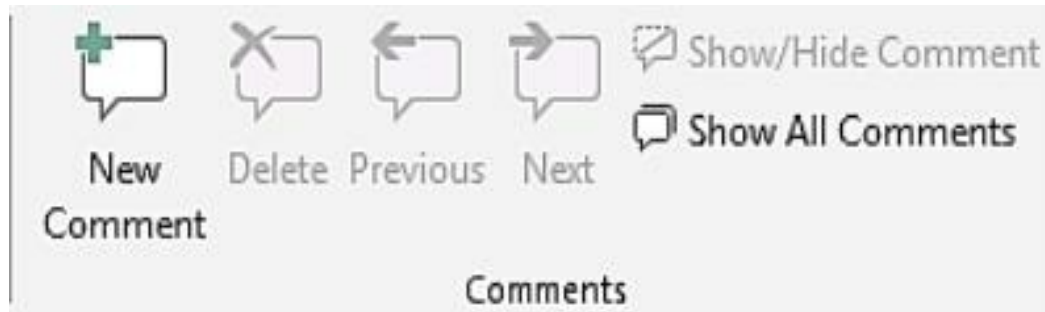 New
Comment
Delete
Previous
Next
Show/Hide Comment
Show All Comments
Comments